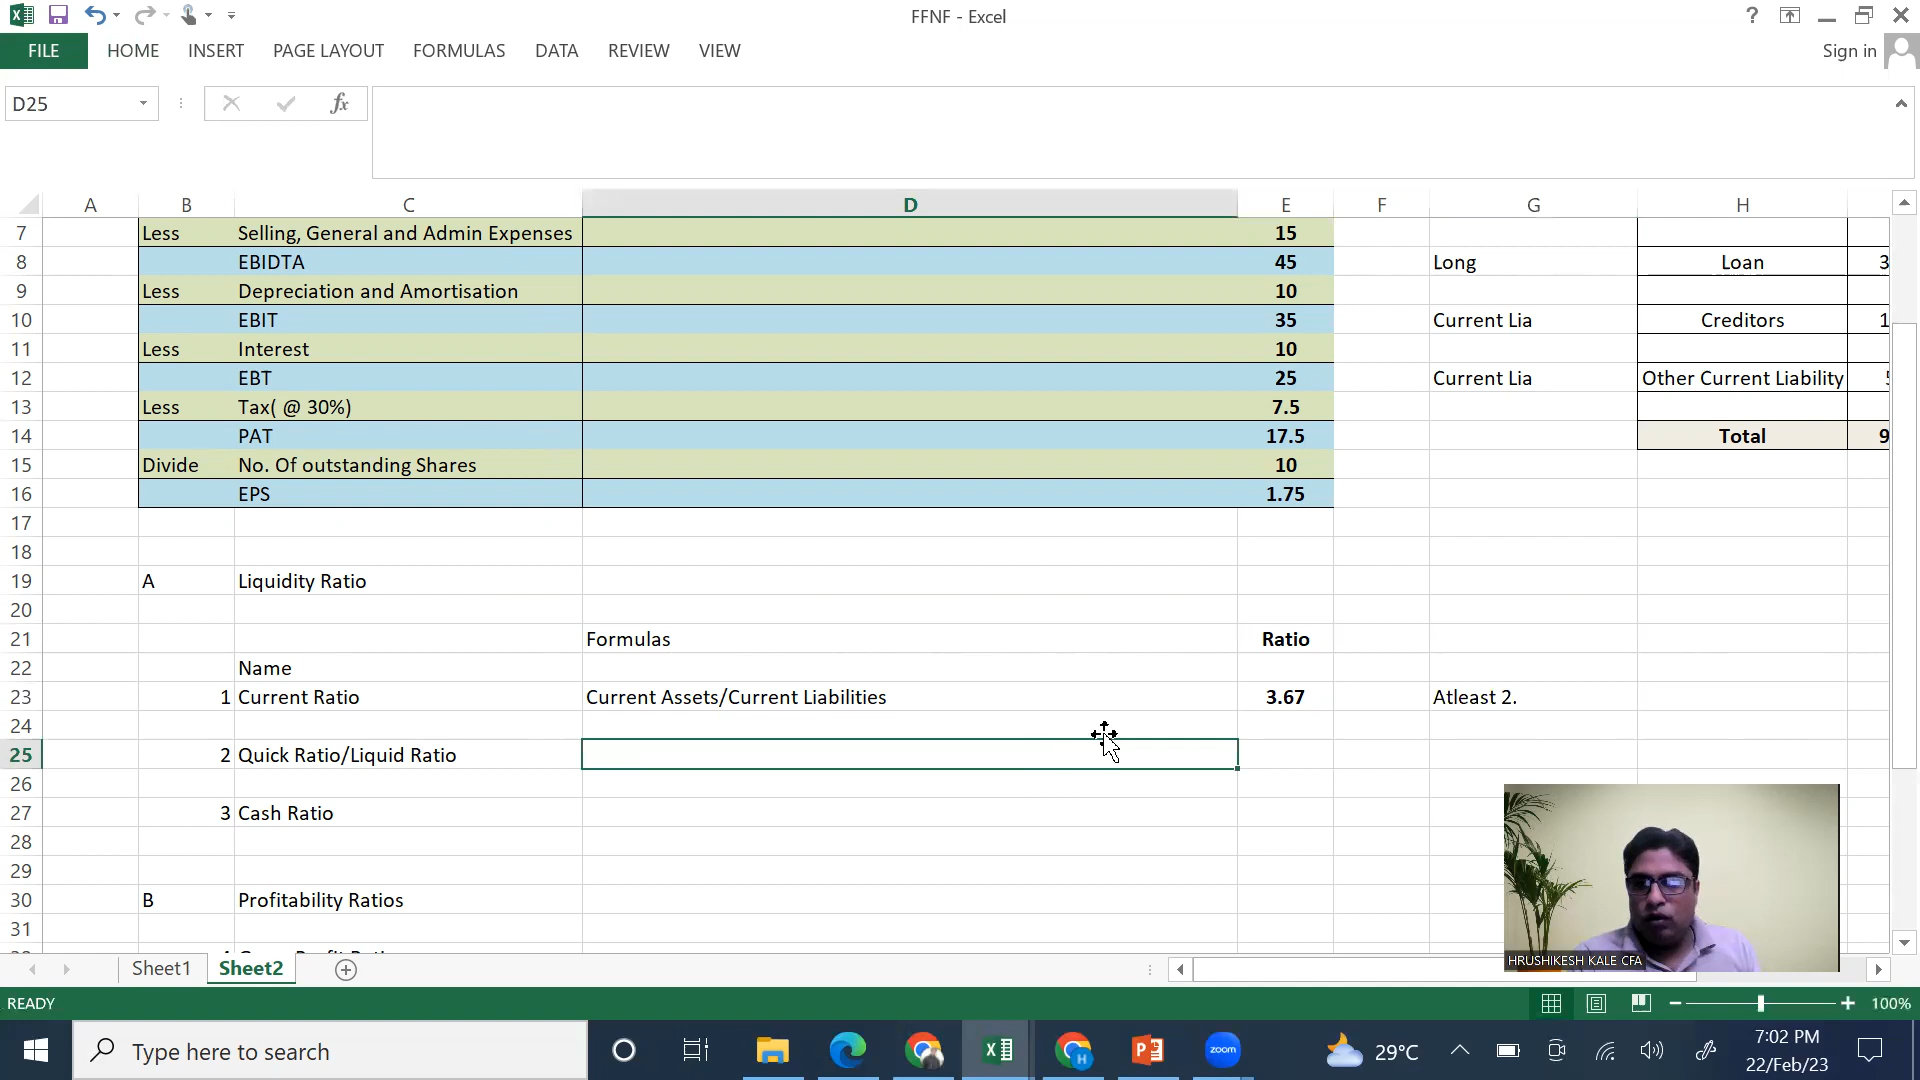 FFNF - Excel
FILE HOME INSERT PAGE LAYOUT FORMULAS DATA REVIEW VIEW Sign in
D25 fx
A B C D E F G H
7 Less Selling, General and Admin Expenses 15
8 EBIDTA 45 Long Loan 3
9 Less Depreciation and Amortisation 10
10 EBIT 35 Current Lia Creditors 1
11 Less Interest 10
12 EBT 25 Current Lia Other Current Liability
13 Less Tax( @ 30%) 7.5
14 PAT 17.5 Total 9
15 Divide No. Of outstanding Shares 10
16 EPS 1.75
17
18
19 A Liquidity Ratio
20
21 Formulas Ratio
22 Name
23 1 Current Ratio Current Assets/Current Liabilities 3.67 Atleast 2.
24
25 2 Quick Ratio/Liquid Ratio
26
27 3 Cash Ratio
28
29
30 B Profitability Ratios
31
HRUSHIKESH KALE CFA
Sheet1 Sheet2
READY 100%
Type here to search zoom 29°C 7:02 PM
22/Feb/23